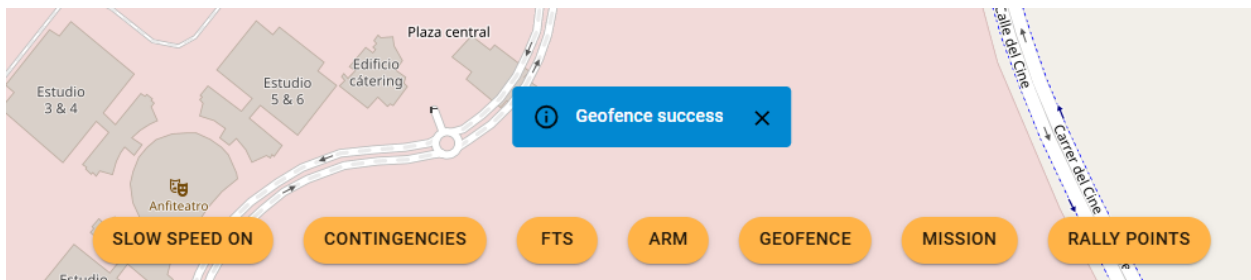 Plaza central
Calle del Cine
Edificio
cátering
Estudio
5 & 6
Estudio
3 & 4
Geofence success
Carrer del Cine
Anfiteatro
SLOW SPEED ON
CONTINGENCIES
FTS
ARM
GEOFENCE
MISSION
RALLY POINTS
Estudio